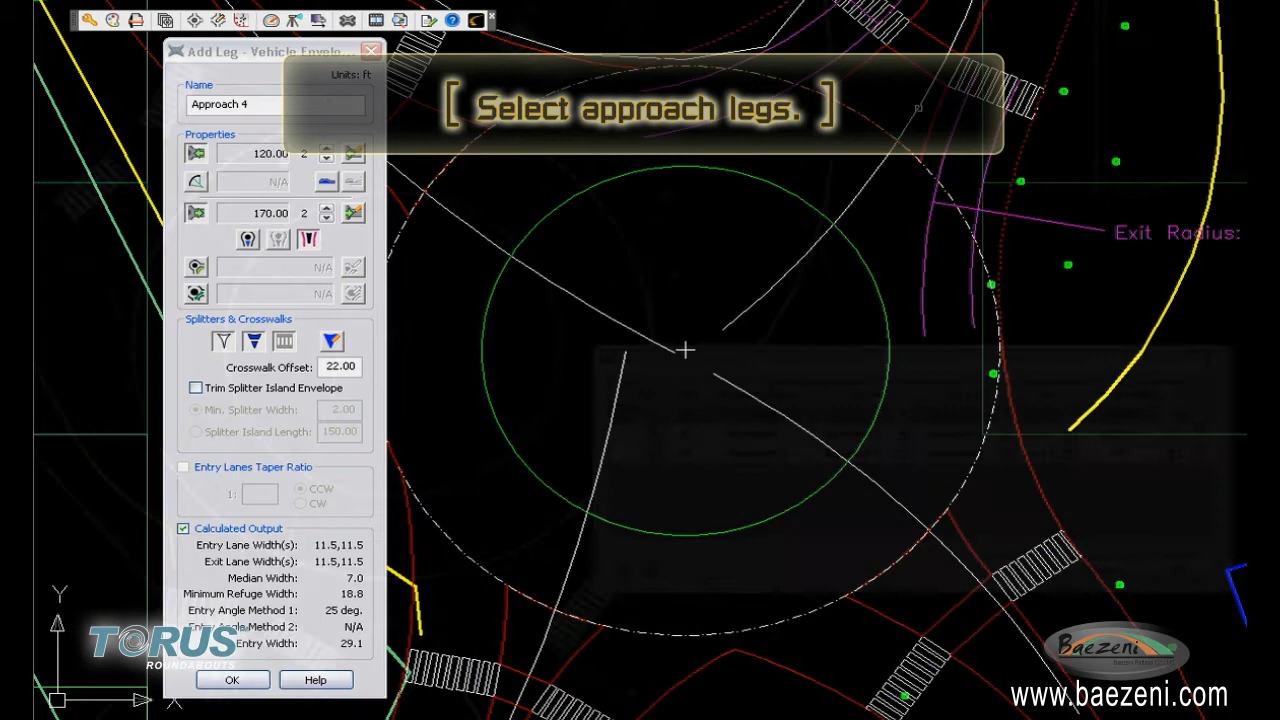 Add Leg - Vehicle Envelo...
Units: ft
[ Select approach legs. ]
Name
Approach 4
Properties
120.00 2
N/A
170.00 2
N/A
N/A
Exit Radius:
Splitters & Crosswalks
Crosswalk Offset: 22.00
Trim Splitter Island Envelope
Min. Splitter Width: 2.00
Splitter Island Length: 150.00
Entry Lanes Taper Ratio
1:
CCW
CW
Calculated Output
Entry Lane Width(s): 11.5,11.5
Exit Lane Width(s): 11.5,11.5
Median Width: 7.0
Minimum Refuge Width: 18.8
Entry Angle Method 1: 25 deg.
Entry Angle Method 2: N/A
Entry Width: 29.1
OK
Help
Y
X
TORUS
ROUNDABOUTS
Baezeni
www.baezeni.com